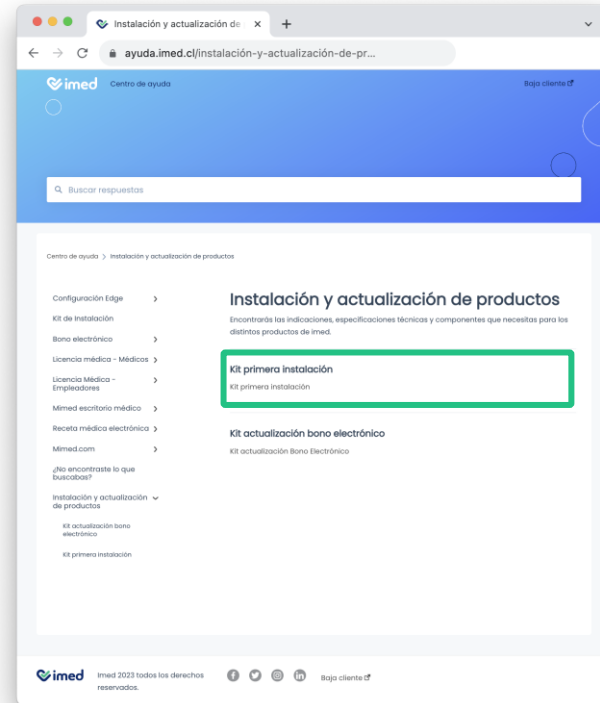 Instalación y actualización de
ayuda.imed.cl/instalación-y-actualización-de-pr...
imed
Centro de ayuda
Baja cliente
Buscar respuestas
Centro de ayuda > Instalación y actualización de productos
Configuración Edge
Kit de Instalación
Bono electrónico
Licencia médica - Médicos
Licencia Médica -
Empleadores
Mimed escritorio médico
Receta médica electrónica
Mimed.com
¿No encontraste lo que
buscabas?
Instalación y actualización
de productos
Kit actualización bono
electrónico
Kit primera instalación
Instalación y actualización de productos
Encontrarás las indicaciones, especificaciones técnicas y componentes que necesitas para los
distintos productos de imed.
Kit primera instalación
Kit primera instalación
Kit actualización bono electrónico
Kit actualización Bono Electrónico
imed
Imed 2023 todos los derechos
reservados.
Baja cliente